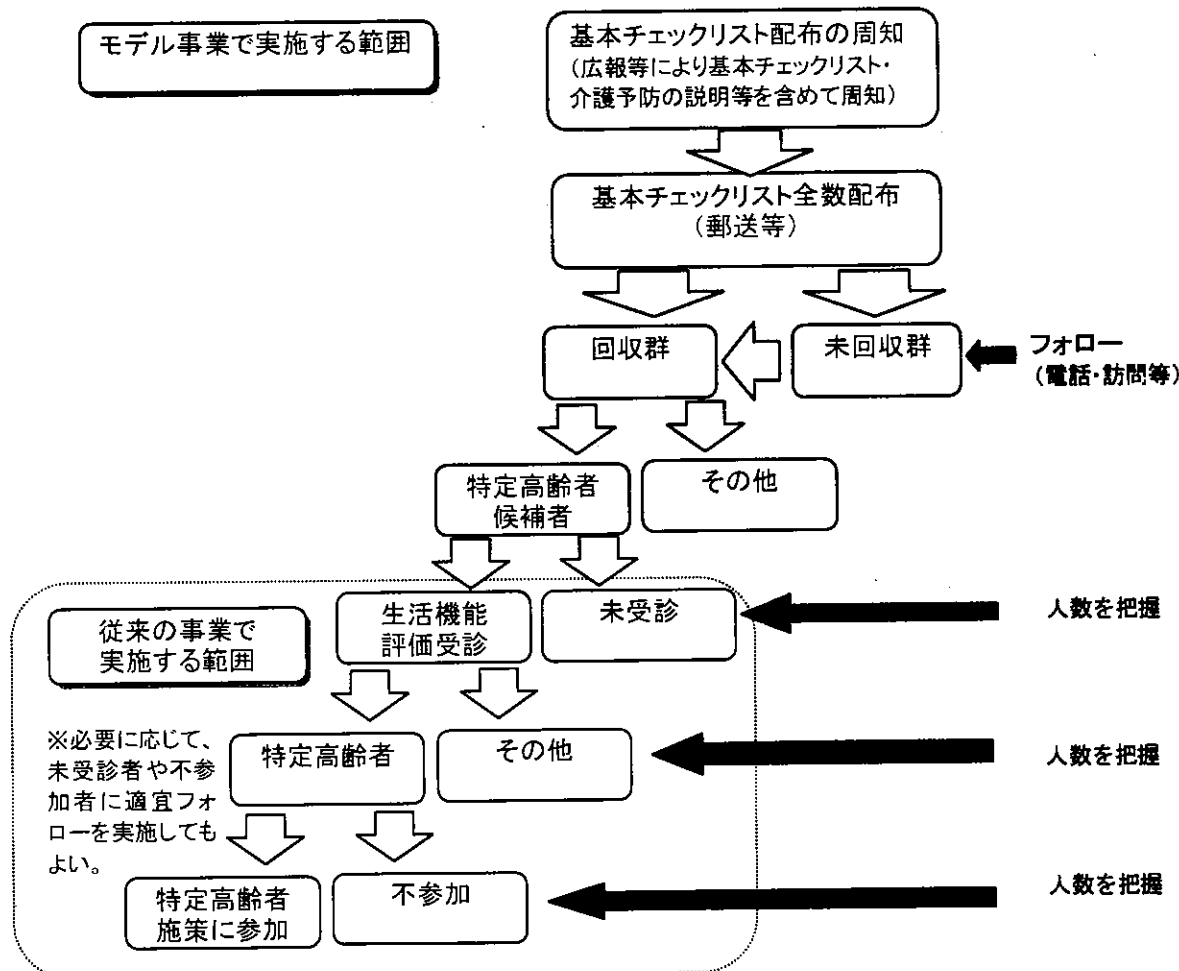 モデル事業で実施する範囲
基本チェックリスト配布の周知
(広報等により基本チェックリスト・
介護予防の説明等を含めて周知)
基本チェックリスト全数配布
(郵送等)
回収群
未回収群
フォロー
(電話・訪問等)
特定高齢者
候補者
その他
従来の事業で
実施する範囲
生活機能
評価受診
未受診
人数を把握
※必要に応じて、
未受診者や不参
加者に適宜フォ
ローを実施しても
よい。
特定高齢者
その他
人数を把握
特定高齢者
施策に参加
不参加
人数を把握